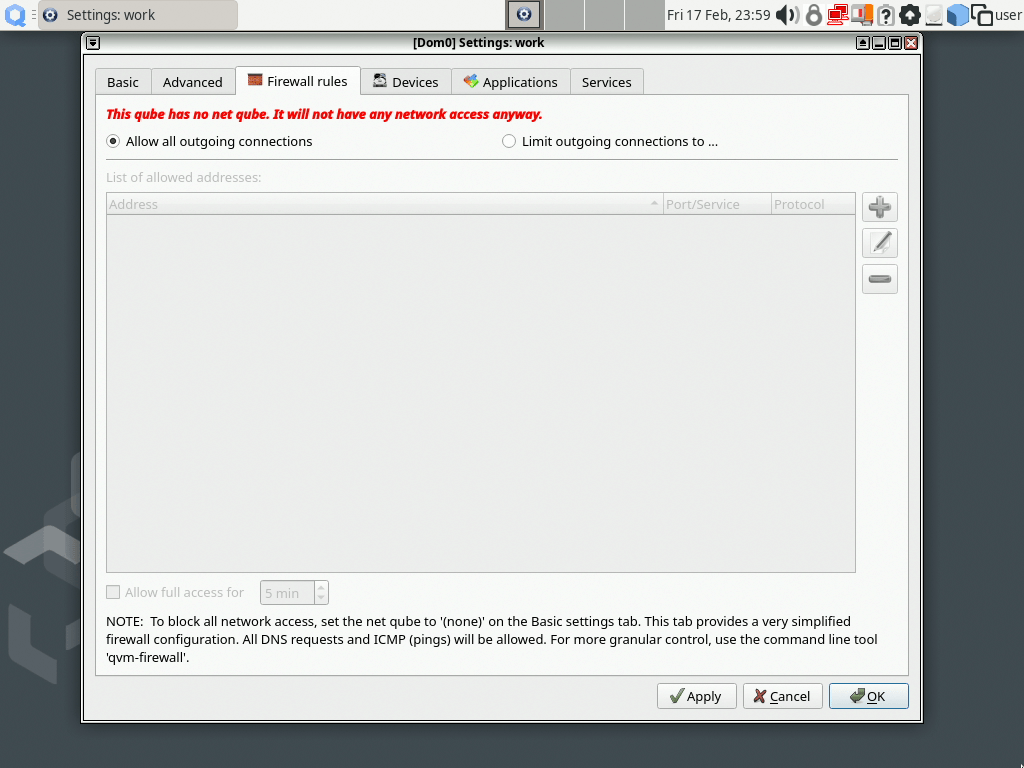 Settings: work
Fri 17 Feb, 23:59
user
[Dom0] Settings: work
Basic
Advanced
Firewall rules
Devices
Applications
Services
This qube has no net qube. It will not have any network access anyway.
Allow all outgoing connections
Limit outgoing connections to ...
List of allowed addresses:
Address
Port/Service
Protocol
Allow full access for
5 min
NOTE:  To block all network access, set the net qube to '(none)' on the Basic settings tab. This tab provides a very simplified
firewall configuration. All DNS requests and ICMP (pings) will be allowed. For more granular control, use the command line tool
'qvm-firewall'.
Apply
Cancel
OK